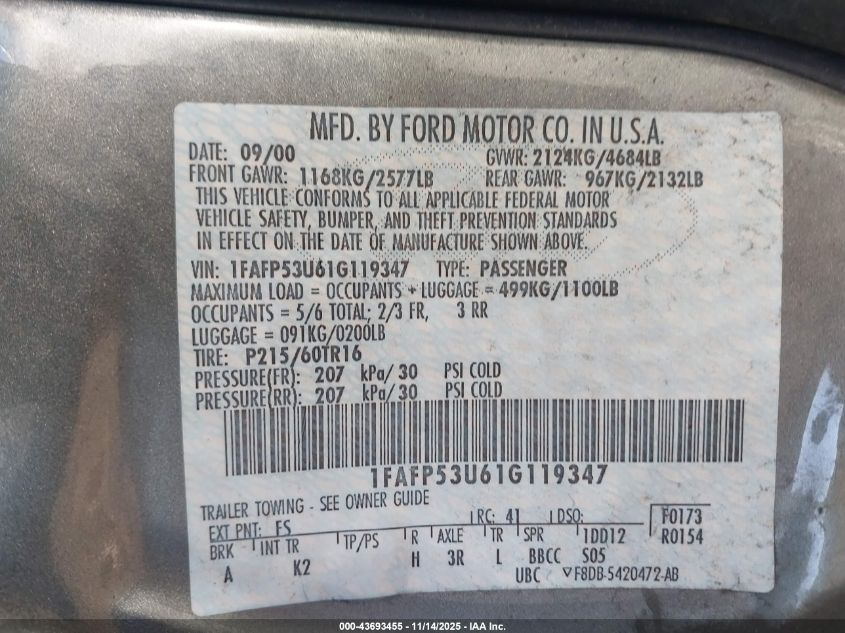 MFD. BY FORD MOTOR CO. IN U.S.A.
DATE: 09/00 GVWR: 2124KG/4684LB
FRONT GAWR: 1168KG/2577LB REAR GAWR: 967KG/2132LB
THIS VEHICLE CONFORMS TO ALL APPLICABLE FEDERAL MOTOR
VEHICLE SAFETY, BUMPER, AND THEFT PREVENTION STANDARDS
IN EFFECT ON THE DATE OF MANUFACTURE SHOWN ABOVE.
VIN: 1FAFP53U61G119347 TYPE: PASSENGER
MAXIMUM LOAD = OCCUPANTS + LUGGAGE = 499KG/1100LB
OCCUPANTS = 5/6 TOTAL; 2/3 FR, 3 RR
LUGGAGE = 091KG/0200LB
TIRE: P215/60TR16
PRESSURE(FR): 207 kPa/ 30 PSI COLD
PRESSURE(RR): 207 kPa/ 30 PSI COLD
1FAFP53U61G119347
TRAILER TOWING - SEE OWNER GUIDE
EXT PNT: FS RC: 41 DSO: F0173
BRK INT TR TP/PS R AXLE TR SPR 1DD12 R0154
A K2 H 3R L BBCC S05
UBC F8DB-5420472-AB
000-43693455 - 11/14/2025 - IAA Inc.